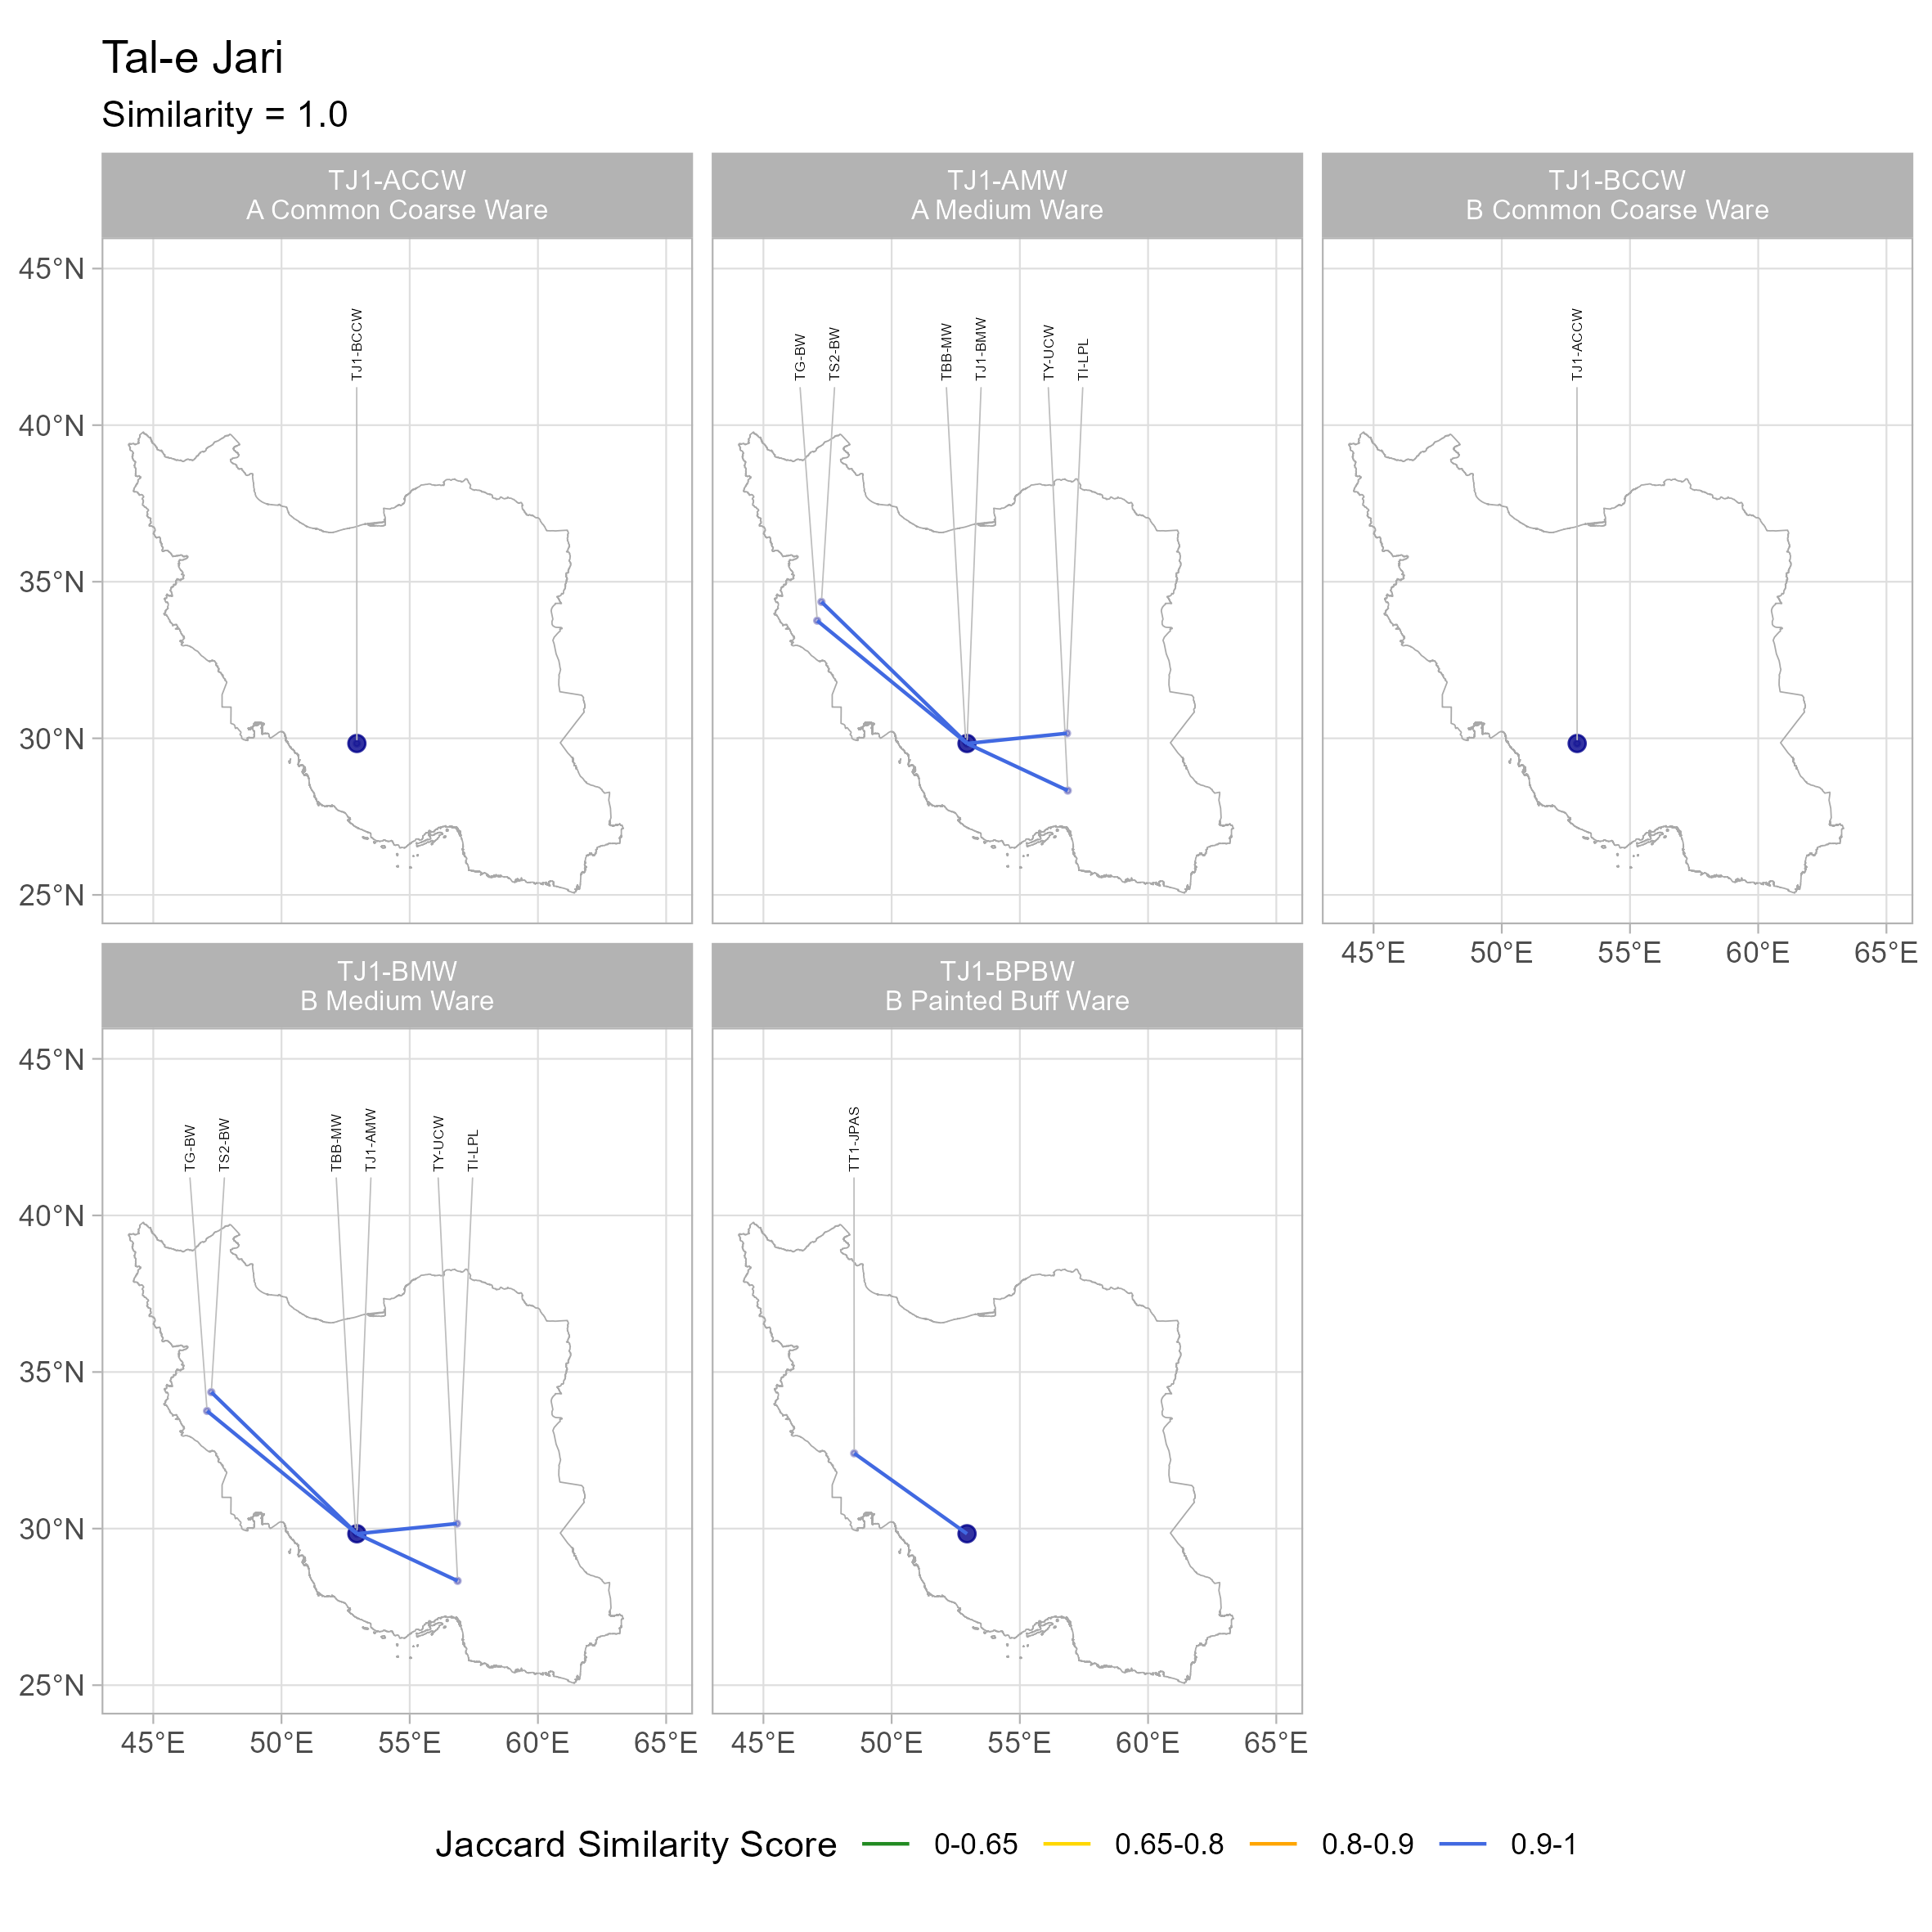 Tal-e Jari
Similarity = 1.0
TJ1-ACCW
A Common Coarse Ware
TJ1-AMW
A Medium Ware
TJ1-BCCW
B Common Coarse Ware
45°N
40°N
35°N
30°N
25°N
TJ1-BCCW
TG-BW
TS2-BW
TBB-MW
TJ1-BMW
TY-UCW
TI-LPL
TJ1-ACCW
45°E 50°E 55°E 60°E 65°E
TJ1-BMW
B Medium Ware
TJ1-BPBW
B Painted Buff Ware
45°N
40°N
35°N
30°N
25°N
TG-BW
TS2-BW
TBB-MW
TJ1-AMW
TY-UCW
TI-LPL
TT1-JPAS
45°E 50°E 55°E 60°E 65°E
45°E 50°E 55°E 60°E 65°E
Jaccard Similarity Score 0-0.65 0.65-0.8 0.8-0.9 0.9-1